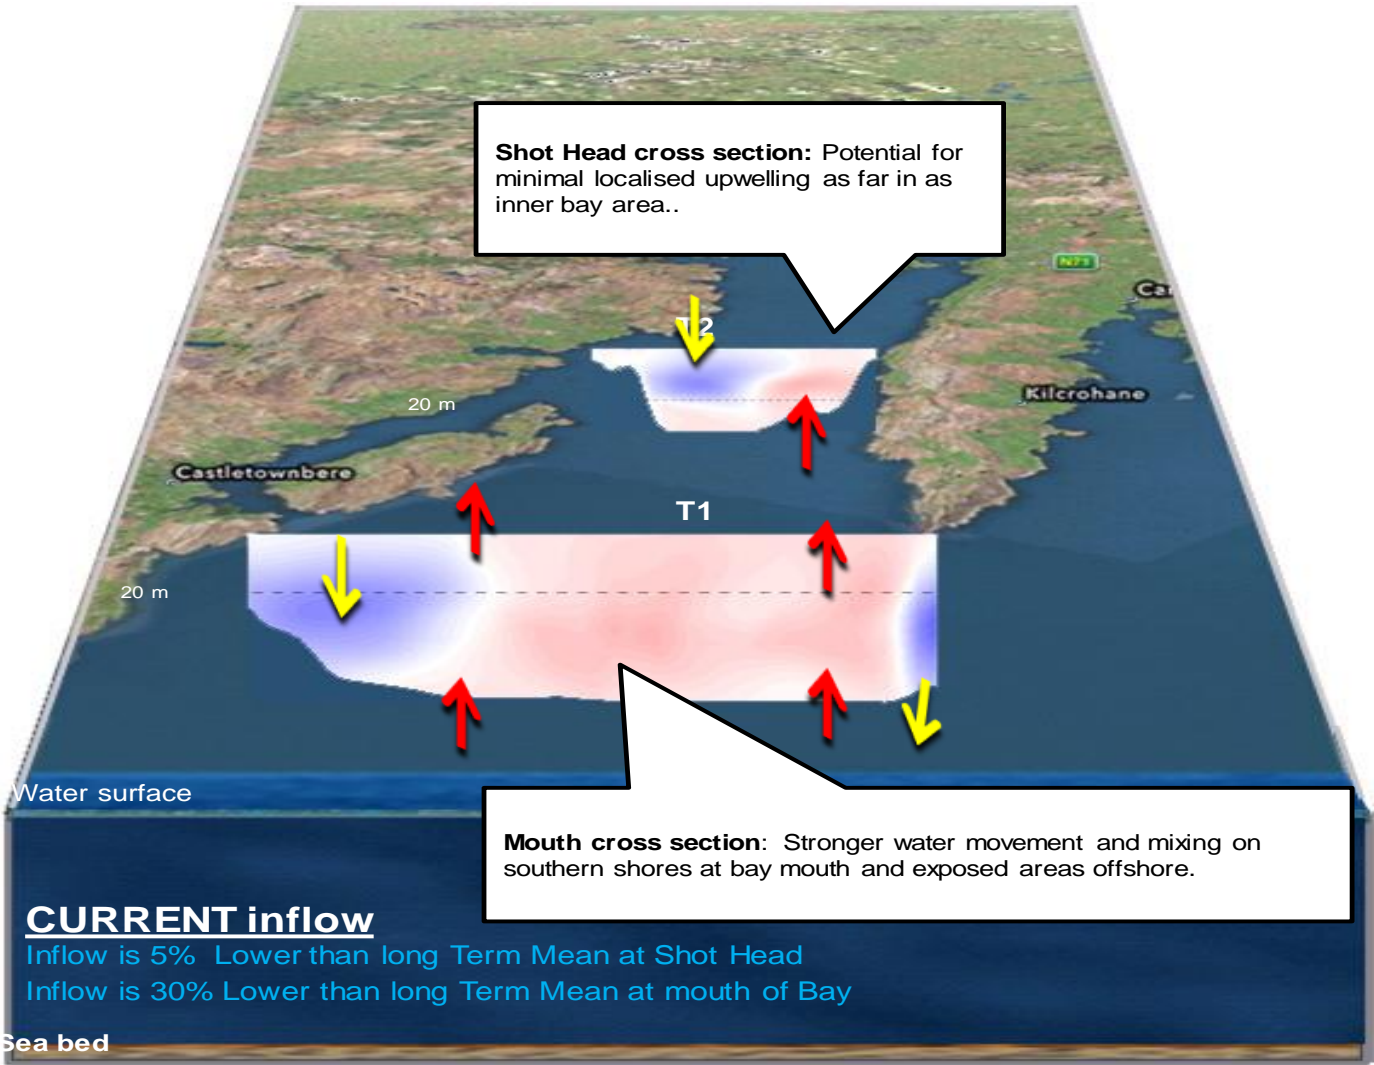 Shot Head cross section: Potential for
minimal localised upwelling as far in as
inner bay area..
N71
Kilcrohane
20 m
Castletownbere
T1
20 m
Water surface
Mouth cross section: Stronger water movement and mixing on
southern shores at bay mouth and exposed areas offshore.
CURRENT inflow
Inflow is 5% Lower than long Term Mean at Shot Head
Inflow is 30% Lower than long Term Mean at mouth of Bay
Sea bed